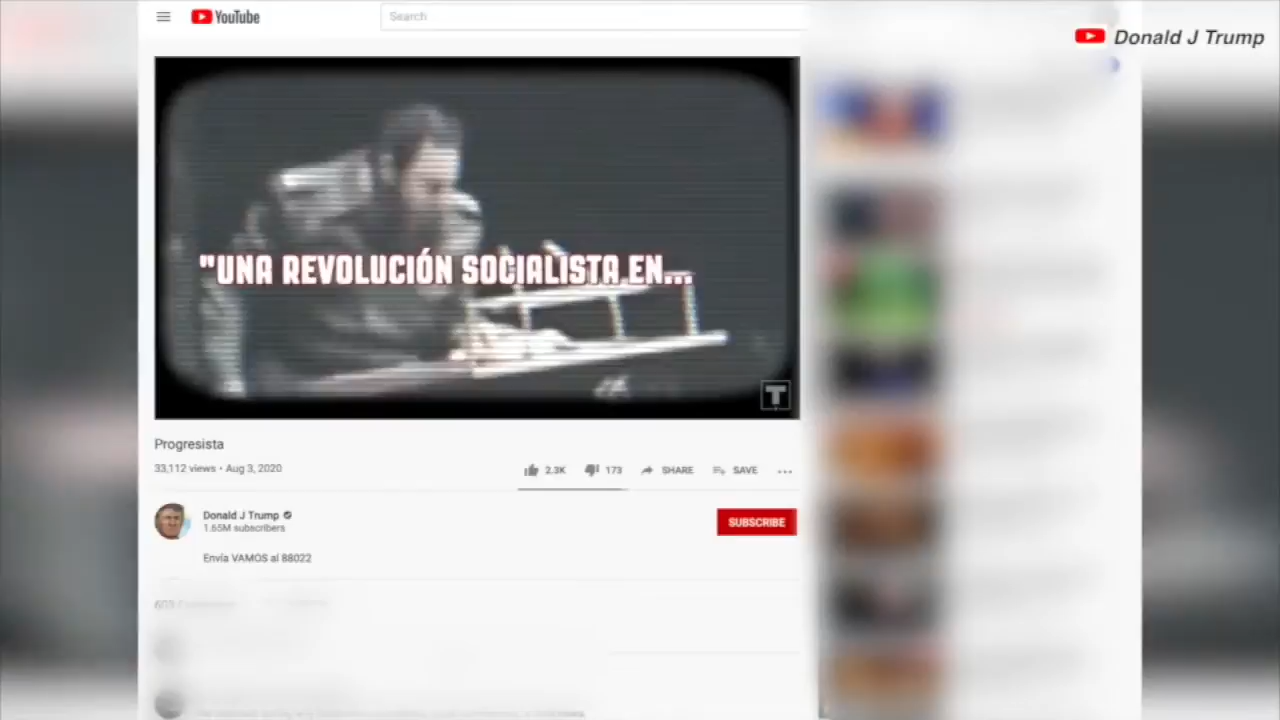 YouTube
Search
Donald J Trump
"UNA REVOLUCIÓN SOCIALISTA EN...
T
Progresista
33,112 views • Aug 3, 2020
2.3K 173 SHARE SAVE
Donald J Trump
1.65M subscribers
SUBSCRIBE
Envía VAMOS al 88022